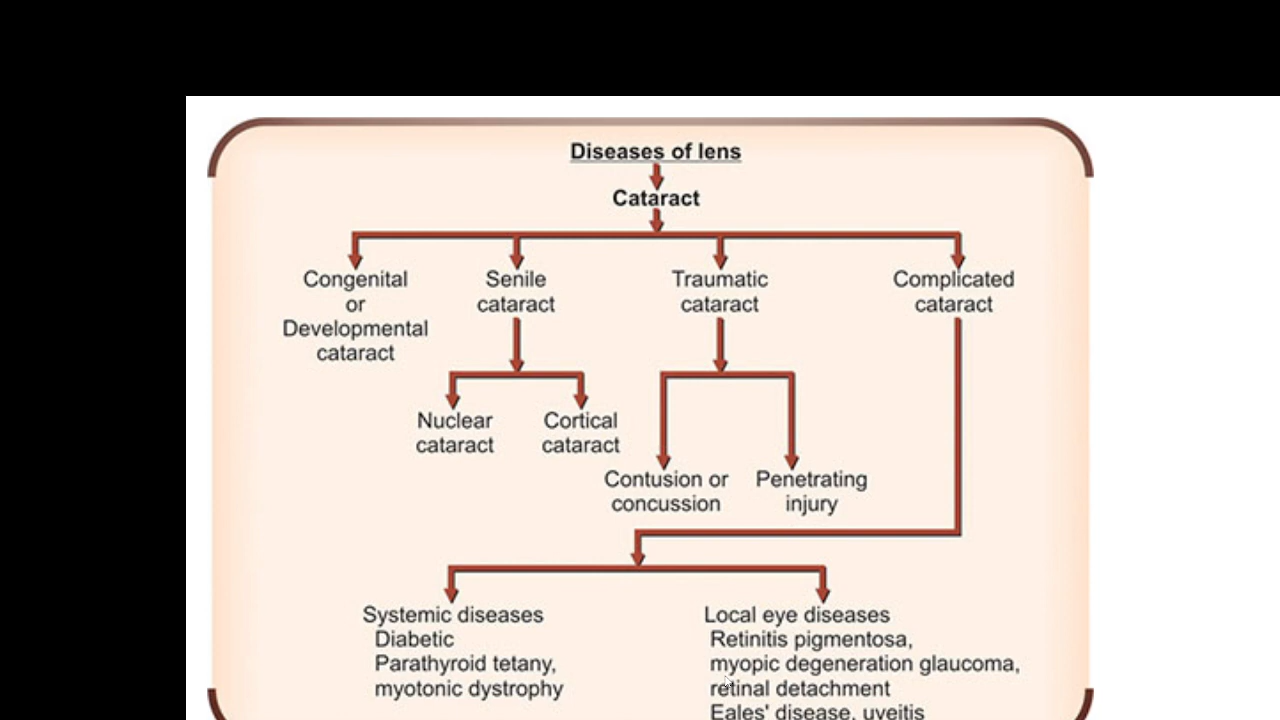 Diseases of lens
Cataract
Congenital
or
Developmental
cataract
Senile
cataract
Traumatic
cataract
Complicated
cataract
Nuclear
cataract
Cortical
cataract
Contusion or
concussion
Penetrating
injury
Systemic diseases
Diabetic
Parathyroid tetany,
myotonic dystrophy
Local eye diseases
Retinitis pigmentosa,
myopic degeneration glaucoma,
retinal detachment
Eales' disease, uveitis